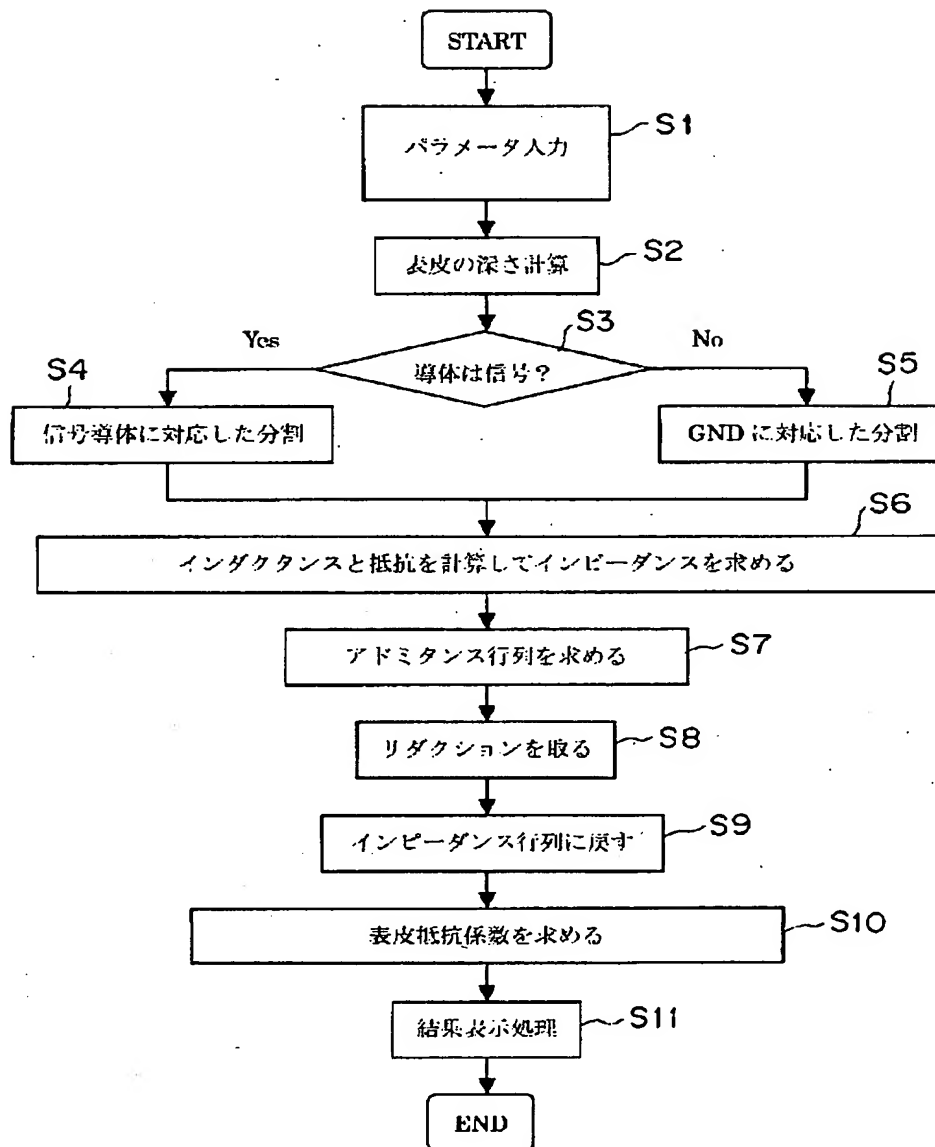 START
パラメータ入力
S1
表皮の深さ計算
S2
S3
Yes
No
導体は信号?
S4
S5
信号導体に対応した分割
GNDに対応した分割
S6
インダクタンスと抵抗を計算してインピーダンスを求める
アドミタンス行列を求める
S7
リダクションを取る
S8
インピーダンス行列に戻す
S9
表皮抵抗係数を求める
S10
結果表示処理
S11
END